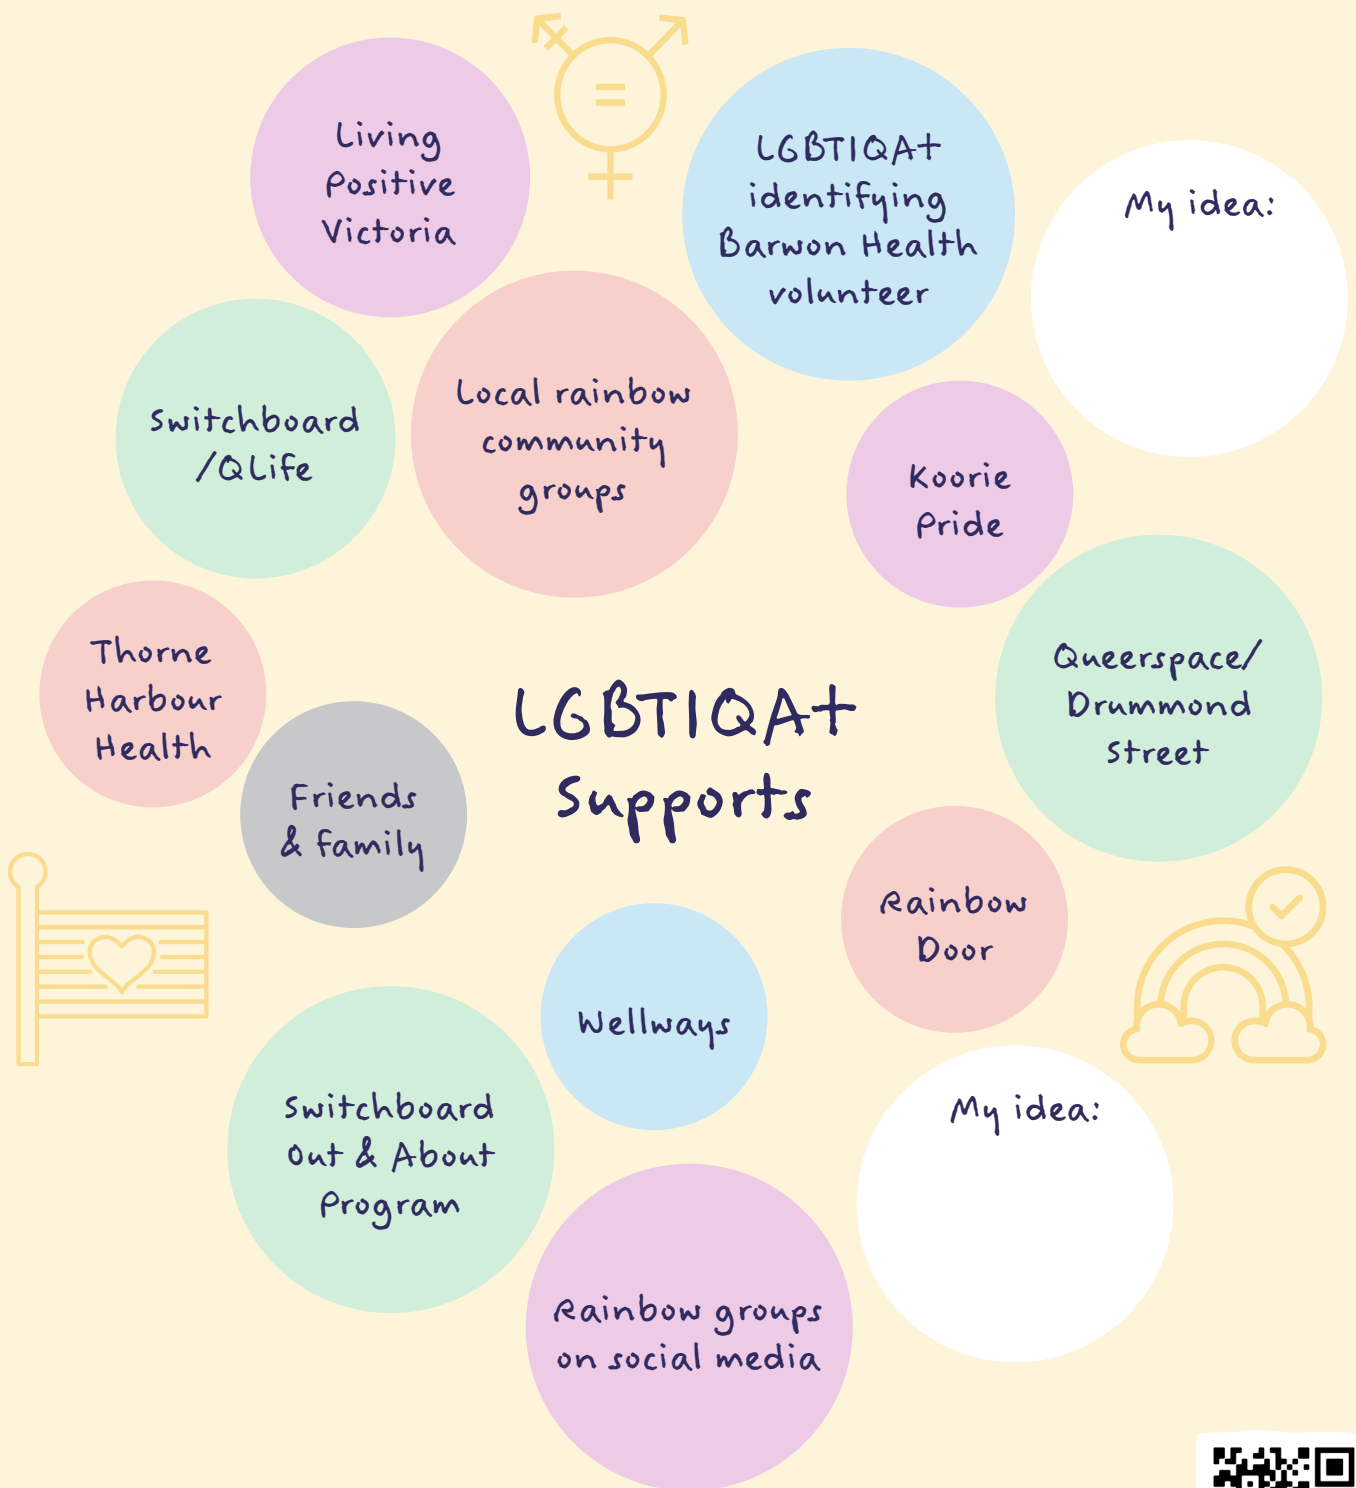 Living
Positive
Victoria
LGBTIQA+
identifying
Barwon Health
volunteer
My idea:
Switchboard
/QLife
Local rainbow
community
groups
Koorie
Pride
Thorne
Harbour
Health
Friends
& family
LGBTIQA+
Supports
Queerspace/
Drummond
Street
Rainbow
Door
Wellways
Switchboard
Out & About
Program
My idea:
Rainbow groups
on social media